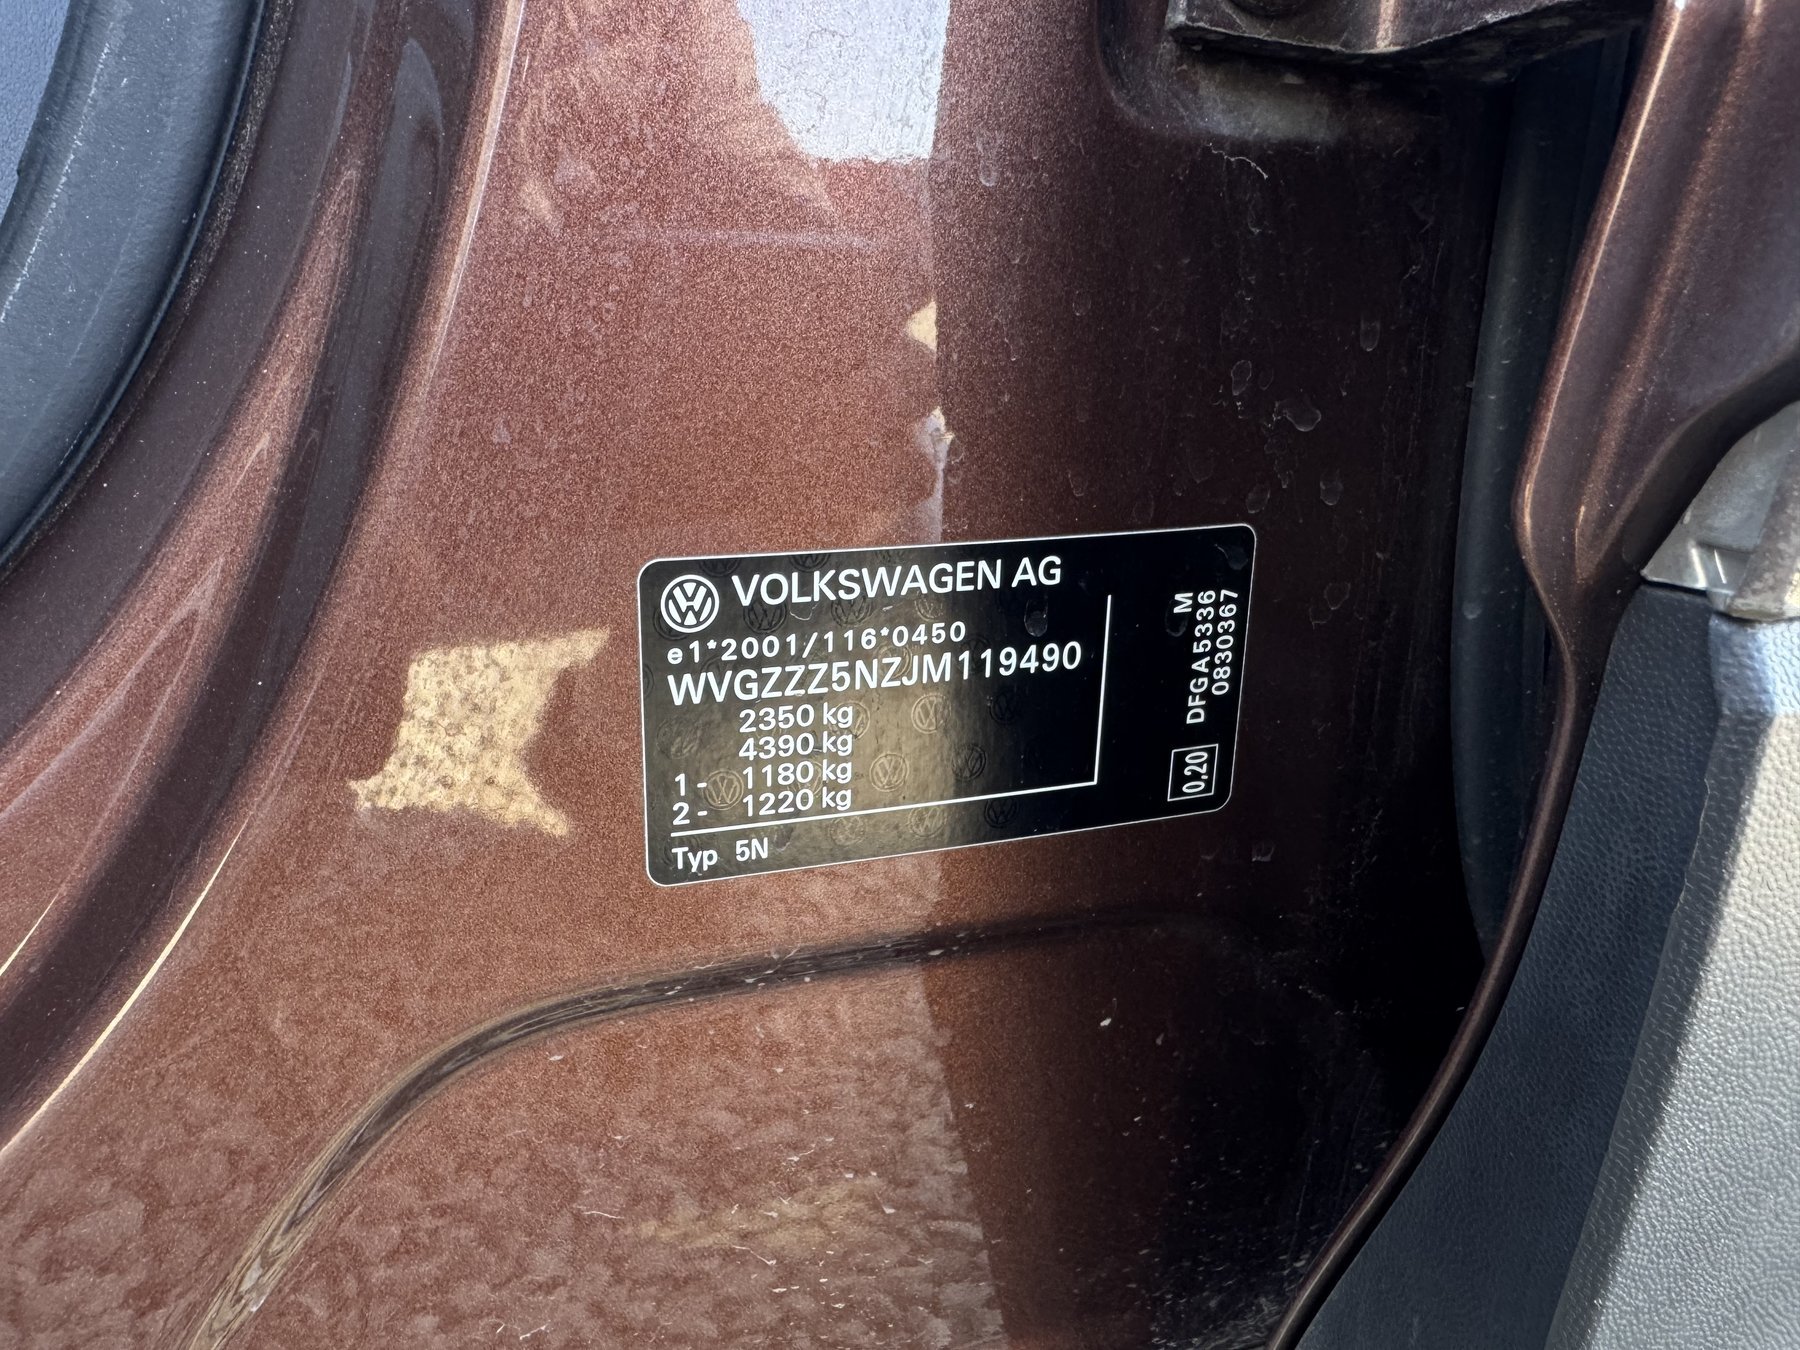 VOLKSWAGEN AG
e1*2001/116*0450
WVGZZZ5NZJM119490
2350 kg
4390 kg
1- 1180 kg
2- 1220 kg
Typ 5N
M
DFGA5336
0830367
0,20